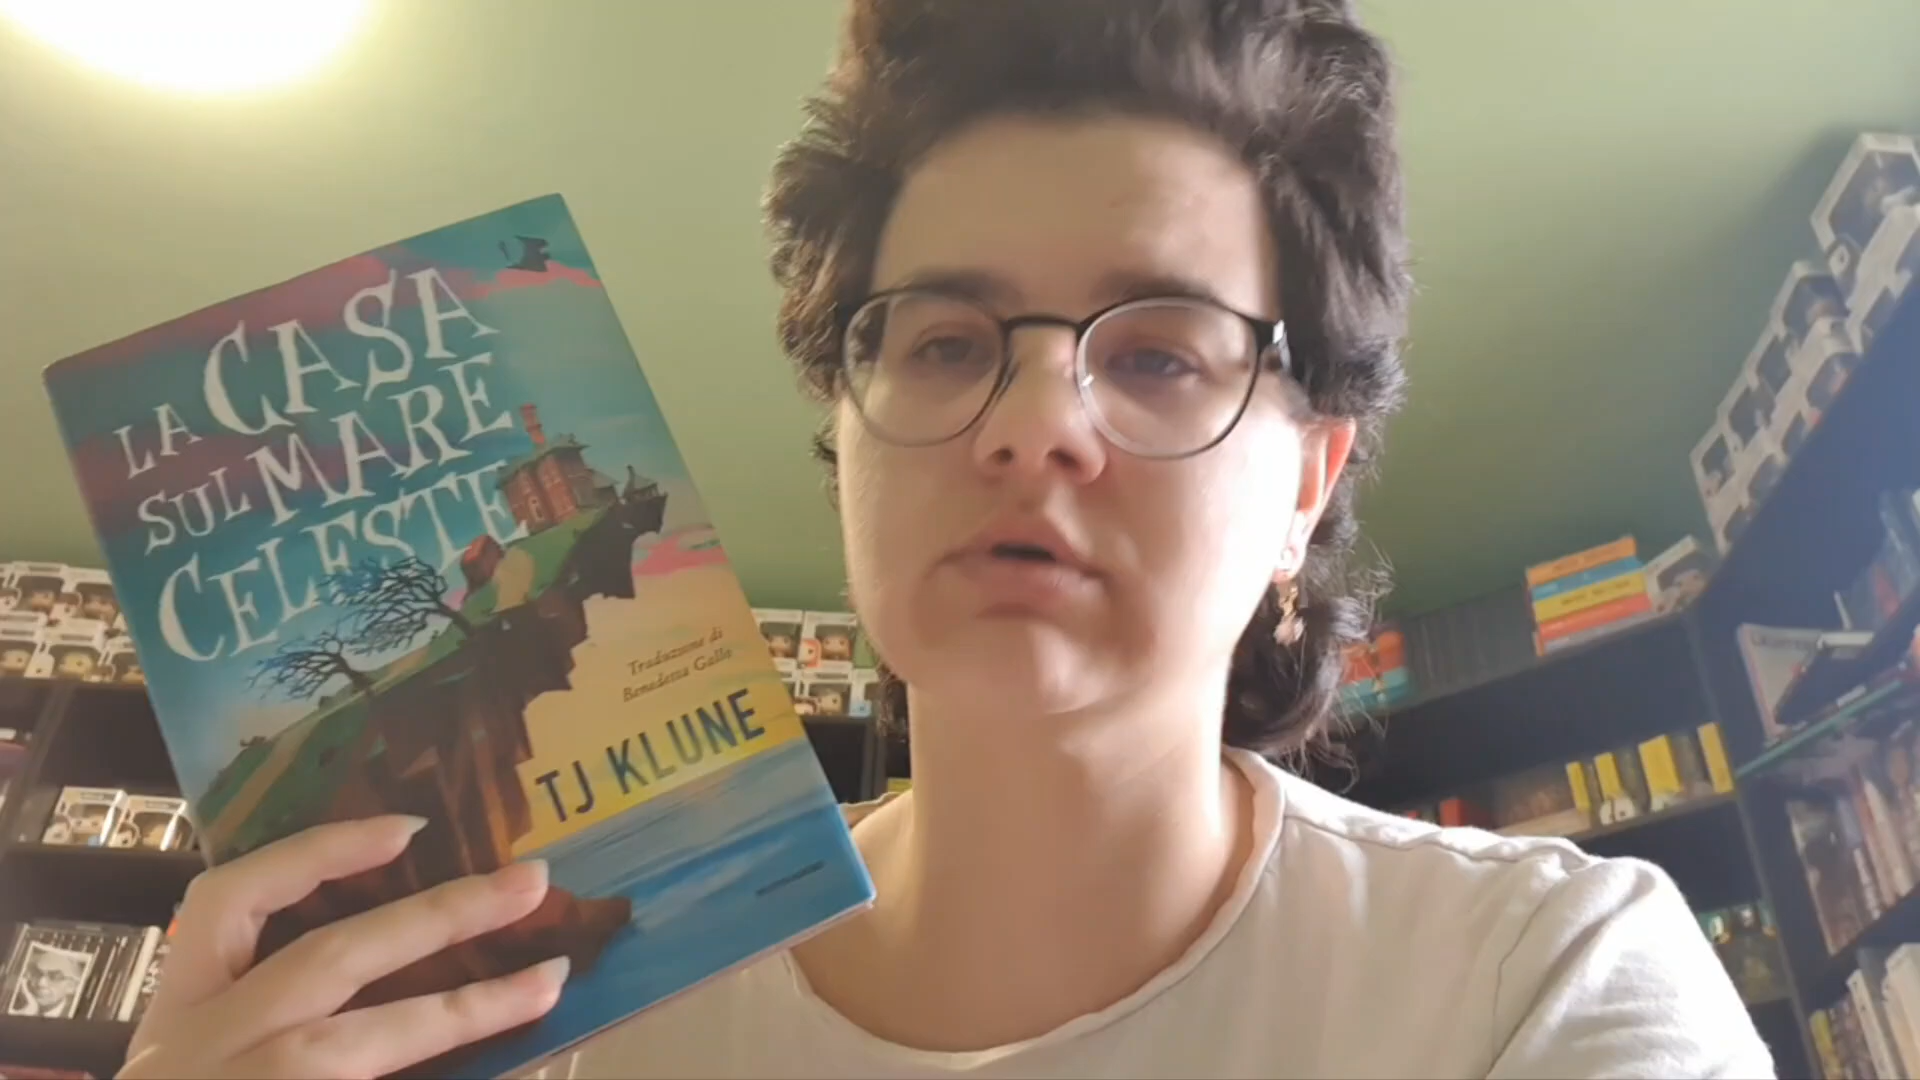 LA CASA
SUL MARE
CELESTE
Traduzione di
Benedetta Gallo
TJ KLUNE